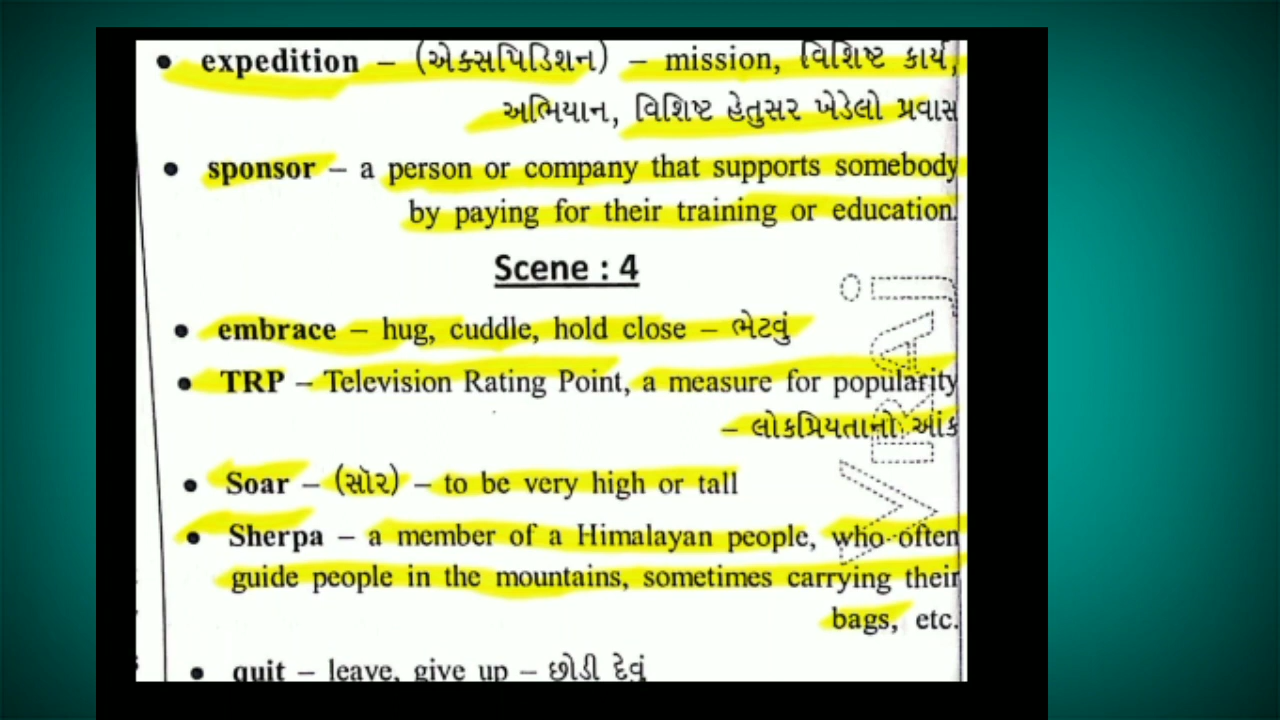 • expedition – (એક્સપિડિશન) – mission, વિશિષ્ટ કાર્ય,
અભિયાન, વિશિષ્ટ હેતુસર ખેડેલો પ્રવાસ
• sponsor – a person or company that supports somebody
by paying for their training or education.
Scene : 4
• embrace – hug, cuddle, hold close – ભેટવું
• TRP – Television Rating Point, a measure for popularity
– લોકપ્રિયતાનો આંક
• Soar – (સૉર) – to be very high or tall
• Sherpa – a member of a Himalayan people, who often
guide people in the mountains, sometimes carrying their
bags, etc.
• quit – leave, give up – છોડી દેવું
VIRAj